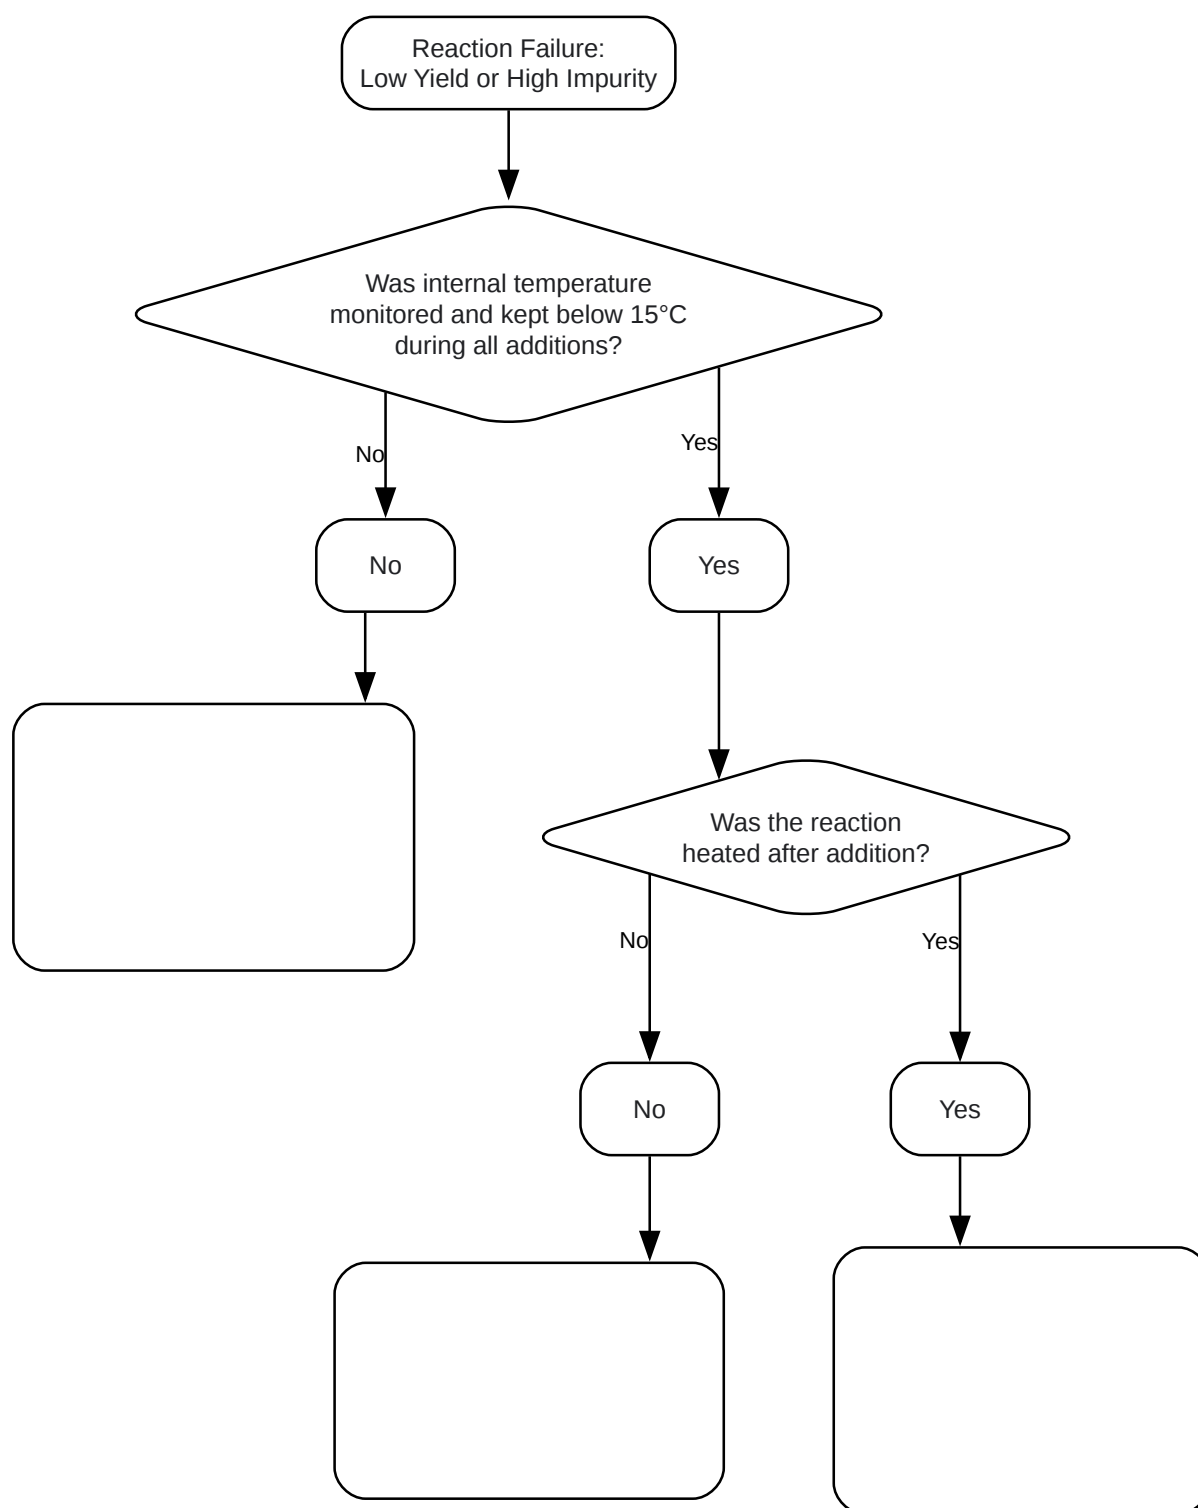 Reaction Failure:
Low Yield or High Impurity
Was internal temperature
monitored and kept below 15°C
during all additions?
No
Yes
No
Yes
Was the reaction
heated after addition?
No
Yes
No
Yes